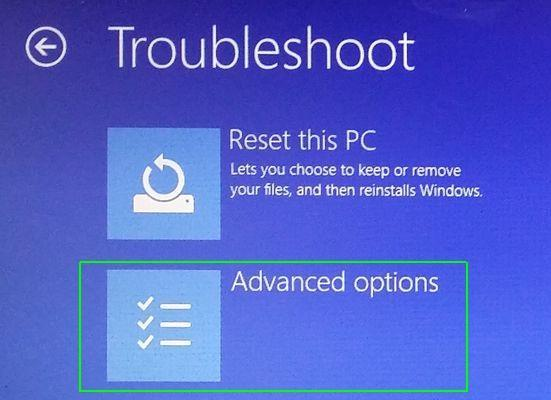 Troubleshoot
Reset this PC
Lets you choose to keep or remove
your files, and then reinstalls Windows.
Advanced options